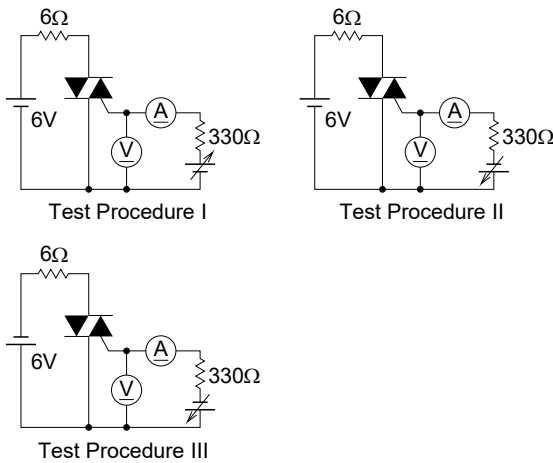 6Ω
6V
A
V
330Ω
Test Procedure I
6Ω
6V
A
V
330Ω
Test Procedure II
6Ω
6V
A
V
330Ω
Test Procedure III